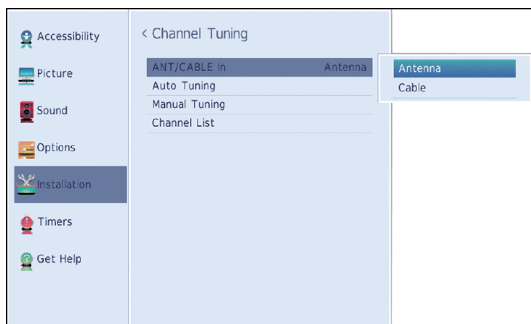 Accessibility
Picture
Sound
Options
Installation
Timers
Get Help
< Channel Tuning
ANT/CABLE In Antenna
Auto Tuning
Manual Tuning
Channel List
Antenna
Cable